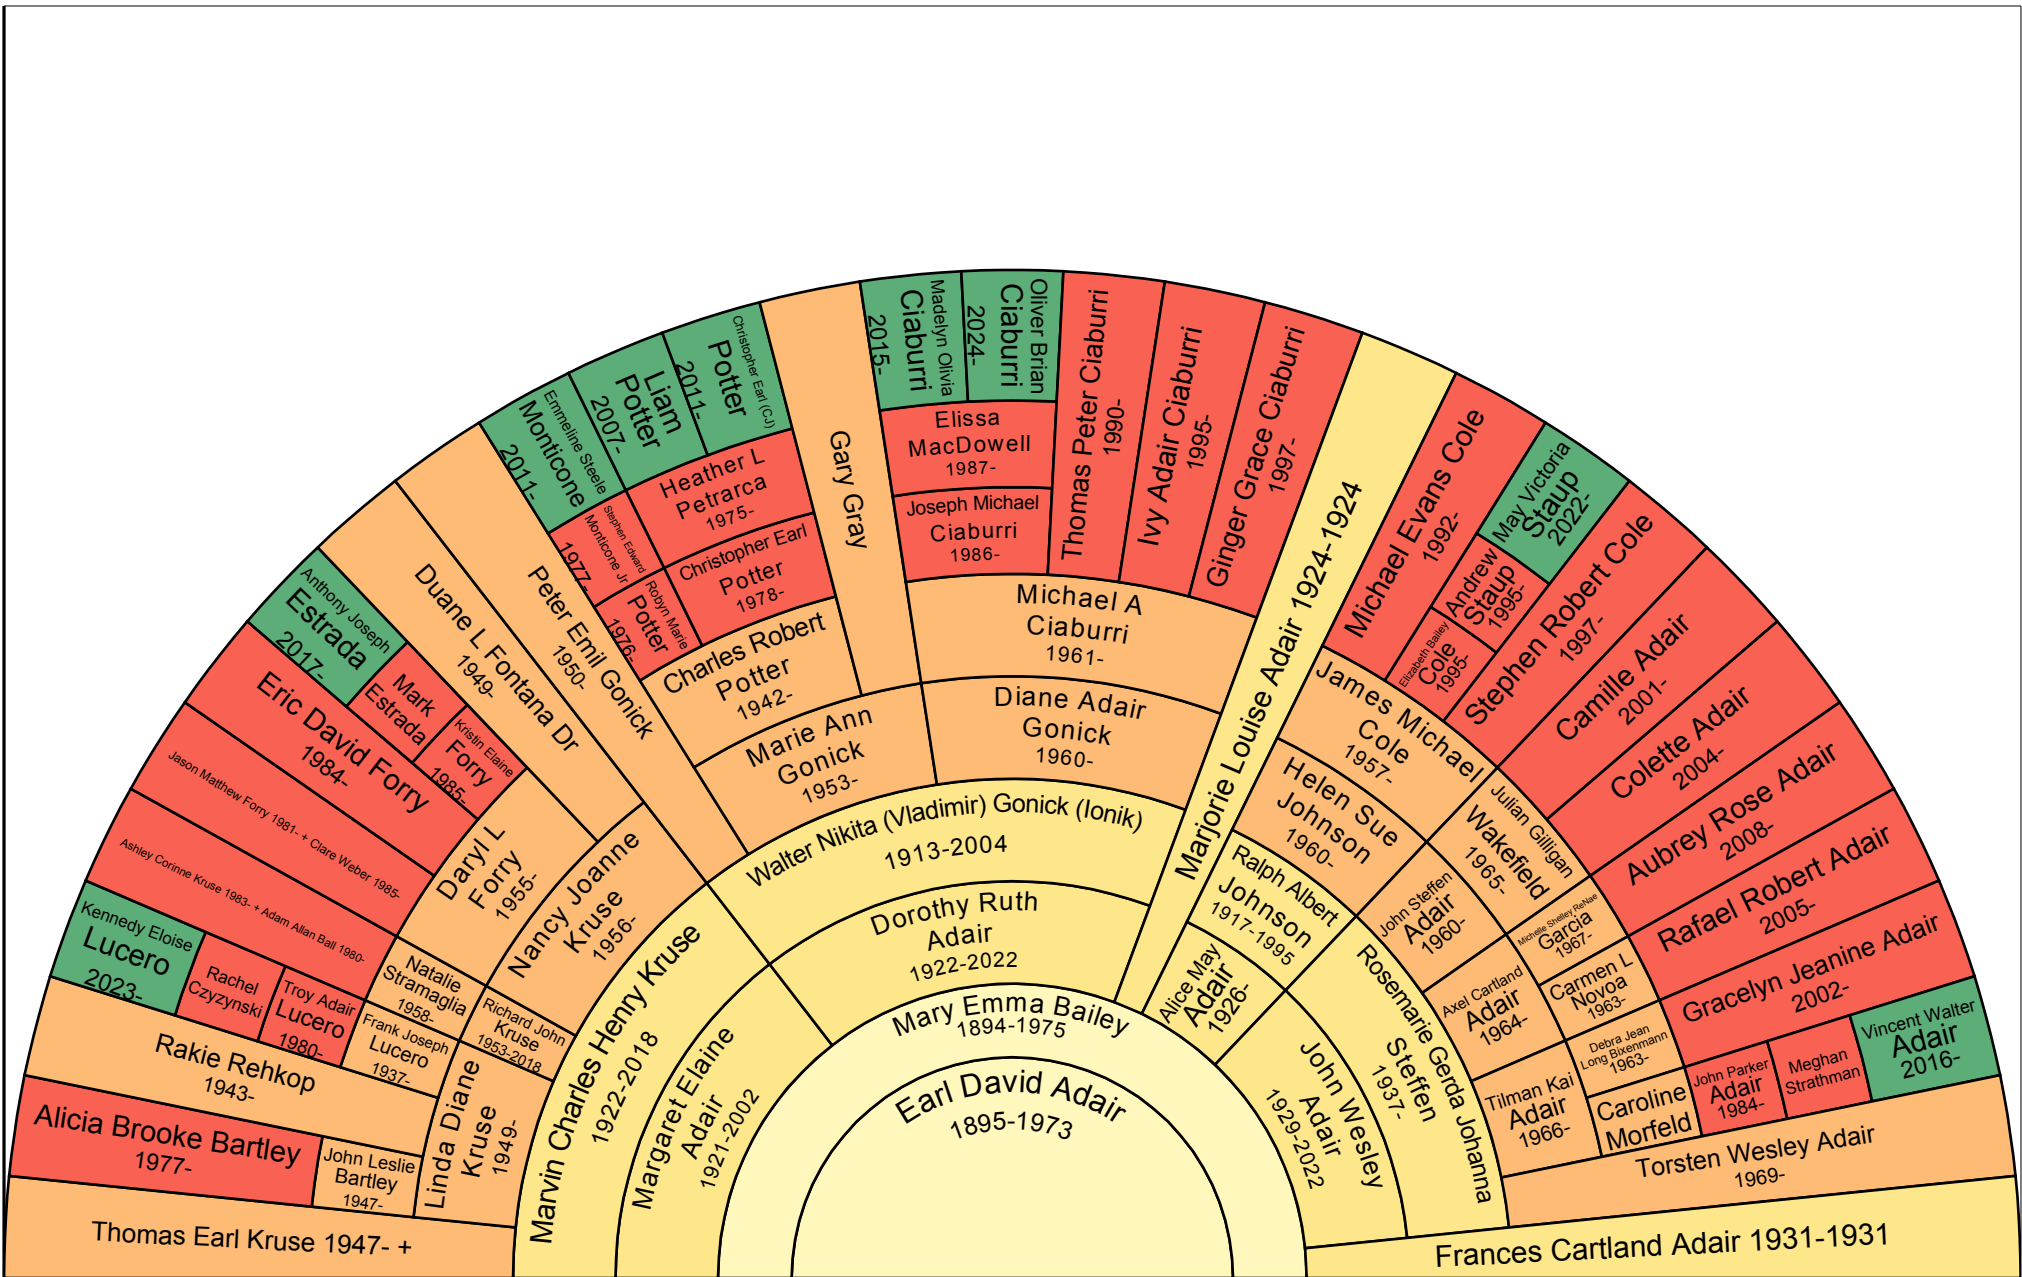 Earl David Adair
1895-1973
Mary Emma Bailey
1894-1975
Margaret Elaine
Adair
1921-2002
Marvin Charles Henry Kruse
1922-2018
Thomas Earl Kruse 1947- +
Linda Diane
Kruse
1949-
John Leslie
Bartley
1947-
Alicia Brooke Bartley
1977-
Rakie Rehkop
1943-
Frank Joseph
Lucero
1937-
Troy Adair
Lucero
1980-
Rachel
Czyzynski
Kennedy Eloise
Lucero
2023-
Richard John
Kruse
1953-2018
Natalie
Stramaglia
1958-
Ashley Corinne Kruse 1983- + Adam Allan Ball 1980-
Jason Matthew Forry 1981- + Clare Weber 1985-
Nancy Joanne
Kruse
1956-
Daryl L
Forry
1955-
Eric David Forry
1984-
Kristin Elaine
Forry
1985-
Mark
Estrada
Anthony Joseph
Estrada
2017-
Duane L Fontana Dr
1949-
Dorothy Ruth
Adair
1922-2022
Walter Nikita (Vladimir) Gonick (Ionik)
1913-2004
Peter Emil Gonick
1950-
Marie Ann
Gonick
1953-
Charles Robert
Potter
1942-
Robyn Marie
Potter
1976-
Stephen Edward
Monticone Jr
1977-
Emmeline Steele
Monticone
2011-
Christopher Earl
Potter
1978-
Heather L
Petrarca
1975-
Liam
Potter
2007-
Christopher Earl (CJ)
Potter
2011-
Gary Gray
Diane Adair
Gonick
1960-
Michael A
Ciaburri
1961-
Joseph Michael
Ciaburri
1986-
Elissa
MacDowell
1987-
Madelyn Olivia
Ciaburri
2015-
Oliver Brian
Ciaburri
2024-
Thomas Peter Ciaburri
1990-
Ivy Adair Ciaburri
1995-
Ginger Grace Ciaburri
1997-
Marjorie Louise Adair 1924-1924
Alice May
Adair
1926-
Ralph Albert
Johnson
1917-1995
Helen Sue
Johnson
1960-
James Michael
Cole
1957-
Michael Evans Cole
1992-
Elizabeth Bailey
Cole
1995-
Andrew
Staup
1995-
May Victoria
Staup
2022-
Stephen Robert Cole
1997-
John Wesley
Adair
1929-2022
Rosemarie Gerda Johanna
Steffen
1937-
John Steffen
Adair
1960-
Julian Gilligan
Wakefield
1965-
Camille Adair
2001-
Colette Adair
2004-
Axel Cartland
Adair
1964-
Michelle Shelley ReNae
Garcia
1967-
Aubrey Rose Adair
2008-
Carmen L
Novoa
1963-
Rafael Robert Adair
2005-
Tilman Kai
Adair
1966-
Debra Jean
Long Bixenmann
1963-
Gracelyn Jeanine Adair
2002-
Caroline
Morfeld
John Parker
Adair
1984-
Meghan
Strathman
Vincent Walter
Adair
2016-
Torsten Wesley Adair
1969-
Frances Cartland Adair 1931-1931